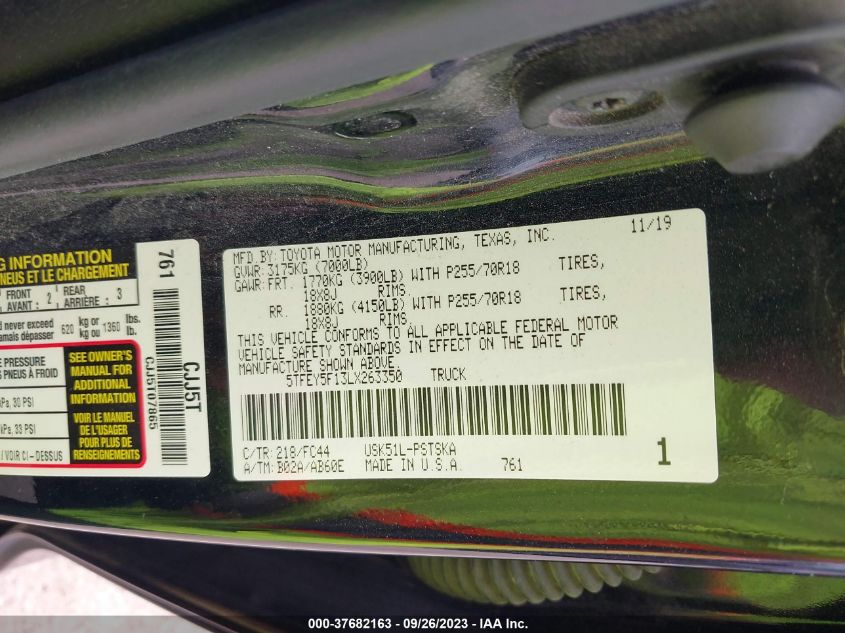 G INFORMATION
PNEUS ET LE CHARGEMENT
FRONT
AVANT : 2
REAR
ARRIÈRE : 3
never exceed
jamais dépasser
620 kg or
kg ou
1360 lbs.
lb.
PRESSURE
PNEUS À FROID
kPa, 30 PSI
kPa, 33 PSI
VOIR CI - DESSUS
SEE OWNER'S
MANUAL FOR
ADDITIONAL
INFORMATION
VOIR LE MANUEL
DE L'USAGER
POUR PLUS DE
RENSEIGNEMENTS
761
CJJ5T
CJJ5T07865
11/19
MFD.BY: TOYOTA MOTOR MANUFACTURING, TEXAS, INC.
GVWR: 3175KG (7000LB)
GAWR: FRT. 1770KG (3900LB) WITH P255/70R18 TIRES,
18X8J RIMS
RR. 1880KG (4150LB) WITH P255/70R18 TIRES,
18X8J RIMS
THIS VEHICLE CONFORMS TO ALL APPLICABLE FEDERAL MOTOR
VEHICLE SAFETY STANDARDS IN EFFECT ON THE DATE OF
MANUFACTURE SHOWN ABOVE
5TFEY5F13LX263350 TRUCK
C/TR: 218/FC44 USK51L-PSTSKA
A/TM: B02A/AB60E MADE IN U.S.A. 761
1
000-37682163 - 09/26/2023 - IAA Inc.